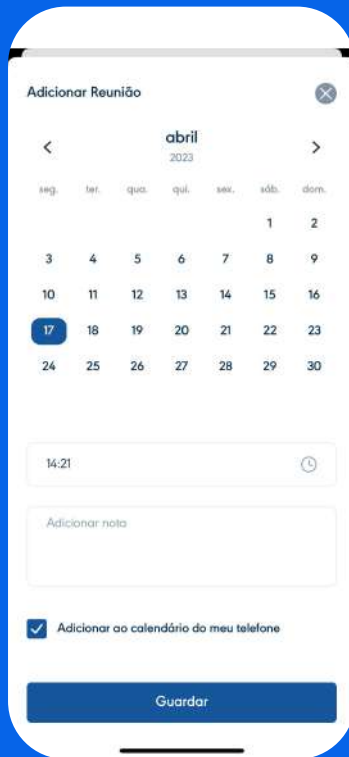 Adicionar Reunião
abril
2023
seg. ter. qua. qui. sex. sáb. dom.
1 2
3 4 5 6 7 8 9
10 11 12 13 14 15 16
17 18 19 20 21 22 23
24 25 26 27 28 29 30
14:21
Adicionar nota
Adicionar ao calendário do meu telefone
Guardar